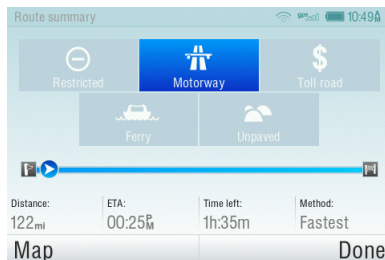 Route summary 10:49A
Restricted Motorway Toll road
Ferry Unpaved
Distance: ETA: Time left: Method:
122mi 00:25PM 1h:35m Fastest
Map Done